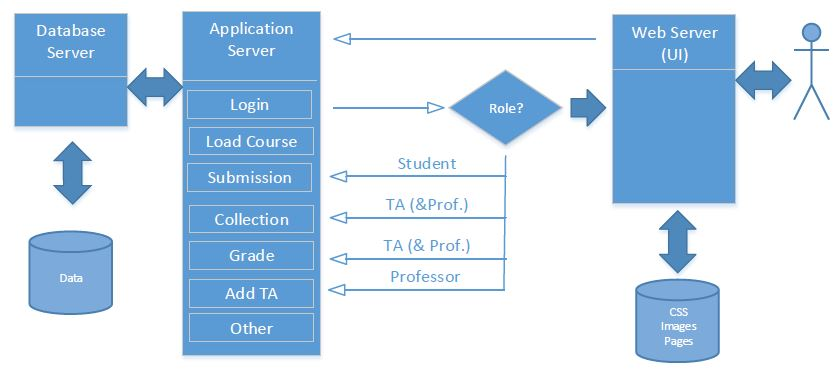 Database
Server
Application
Server
Login
Load Course
Submission
Collection
Grade
Add TA
Other
Role?
Student
TA (&Prof.)
TA (& Prof.)
Professor
Web Server
(UI)
Data
CSS
Images
Pages